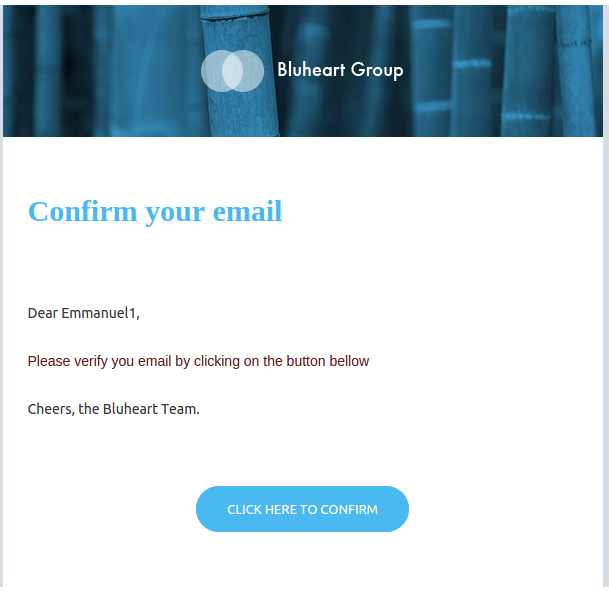 Bluheart Group
Confirm your email
Dear Emmanuel1,
Please verify you email by clicking on the button bellow
Cheers, the Bluheart Team.
CLICK HERE TO CONFIRM